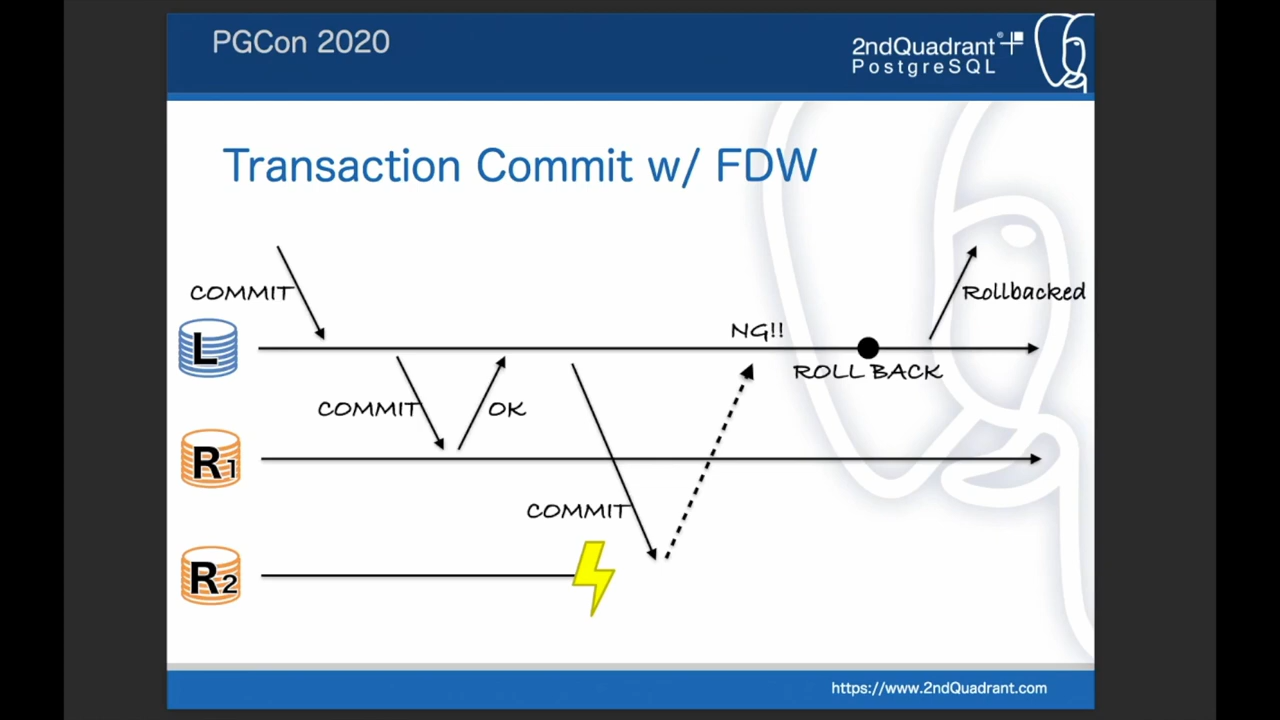 PGCon 2020
2ndQuadrant®
PostgreSQL
Transaction Commit w/ FDW
COMMIT
Rollbacked
NG!!
L
ROLL BACK
COMMIT
OK
R1
COMMIT
R2
https://www.2ndQuadrant.com